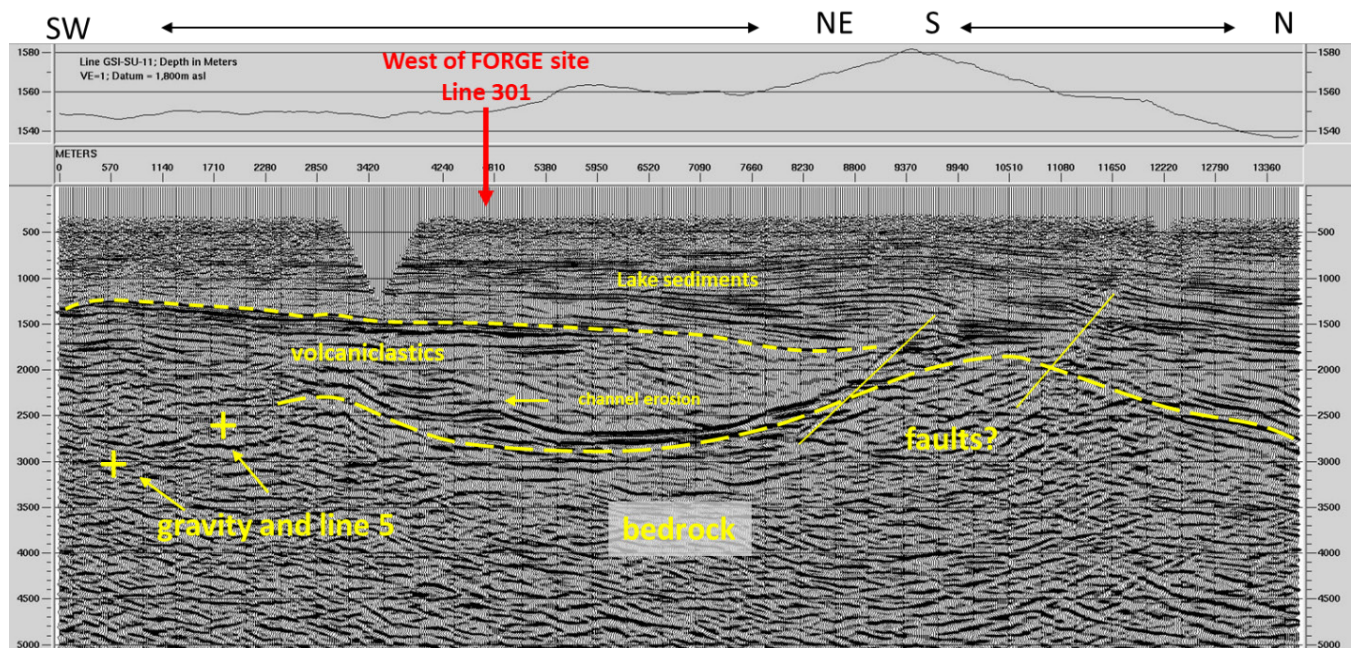 SW NE S N
West of FORGE site
Line 301
Line GSI-SU-11; Depth in Meters
VE=1; Datum = 1,800m asl
1580 1580
1560 1560
1540 1540
METERS
0 570 1140 1710 2280 2850 3420 4240 4810 5380 5950 6520 7090 7660 8230 8800 9370 9940 10510 11080 11650 12220 12790 13360
500 500
1000 Lake sediments 1000
1500 1500
volcaniclastics
2000 2000
channel erosion
2500 2500
faults?
3000 3000
gravity and line 5
bedrock
3500 3500
4000 4000
4500 4500
5000 5000